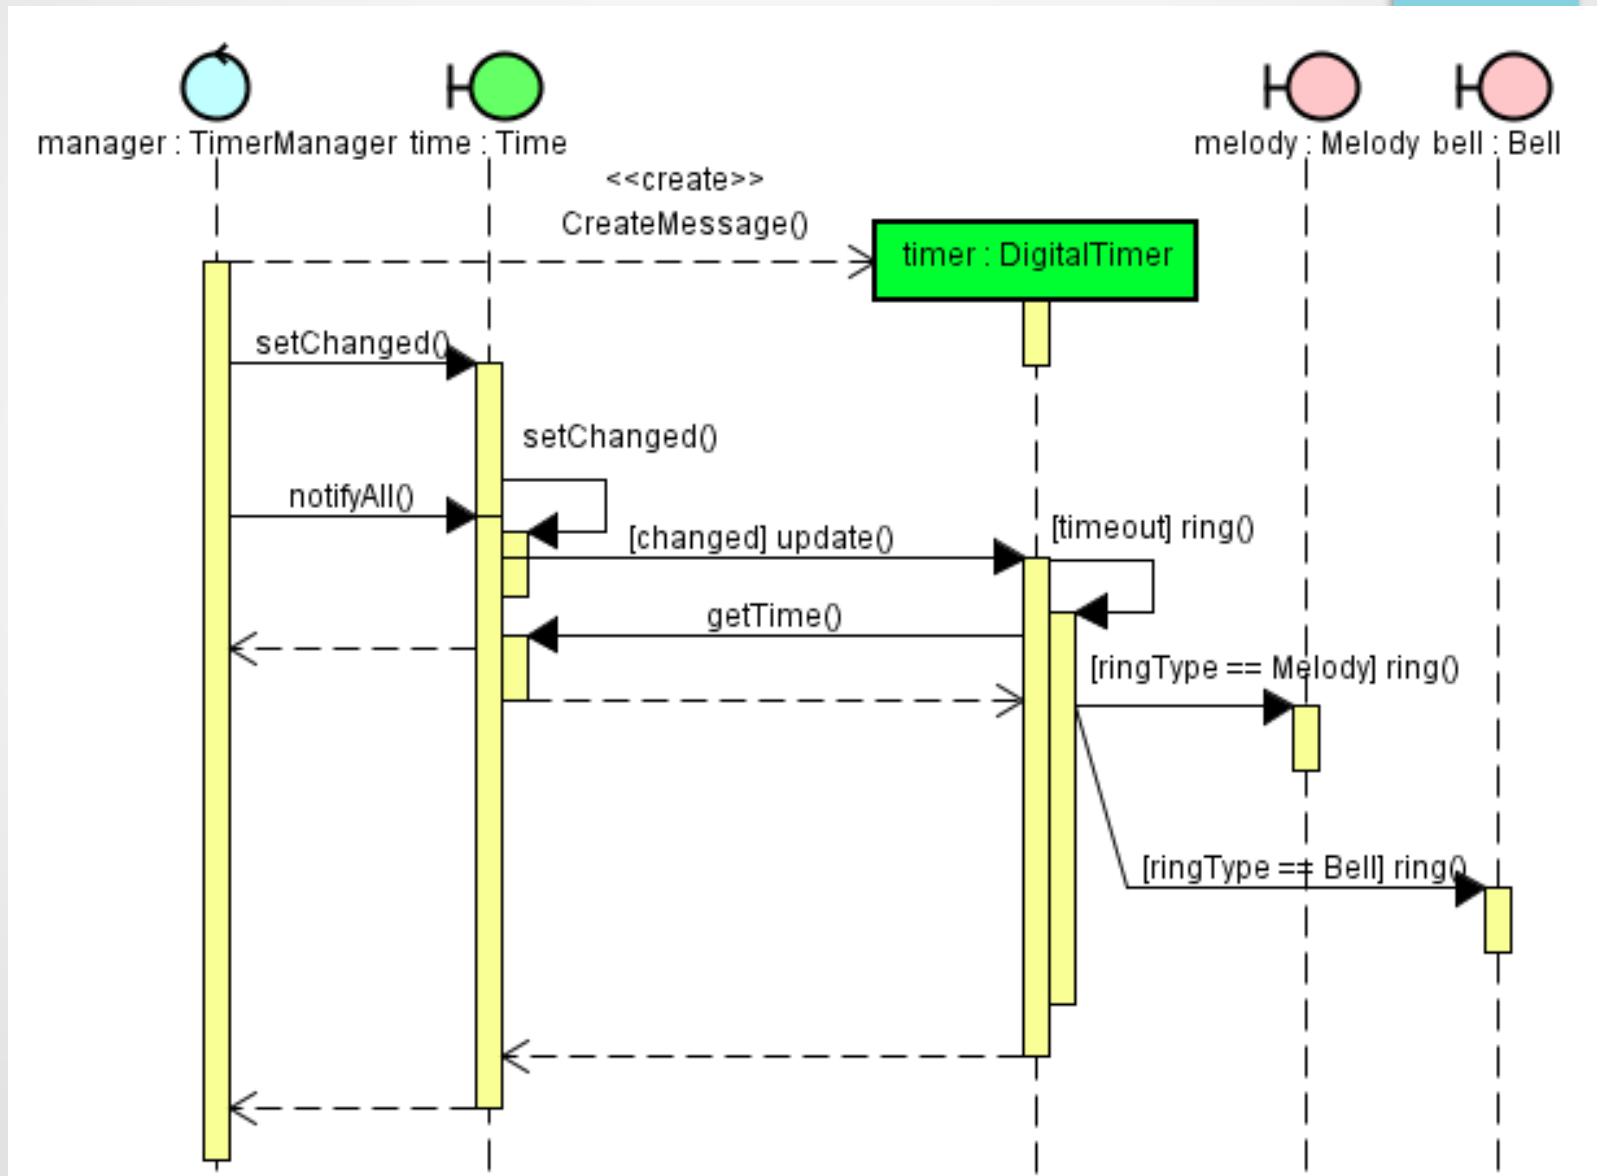 manager : TimerManager
time : Time
melody : Melody
bell : Bell
<<create>>
CreateMessage()
timer : DigitalTimer
setChanged()
setChanged()
notifyAll()
[changed] update()
[timeout] ring()
getTime()
[ringType == Melody] ring()
[ringType == Bell] ring()